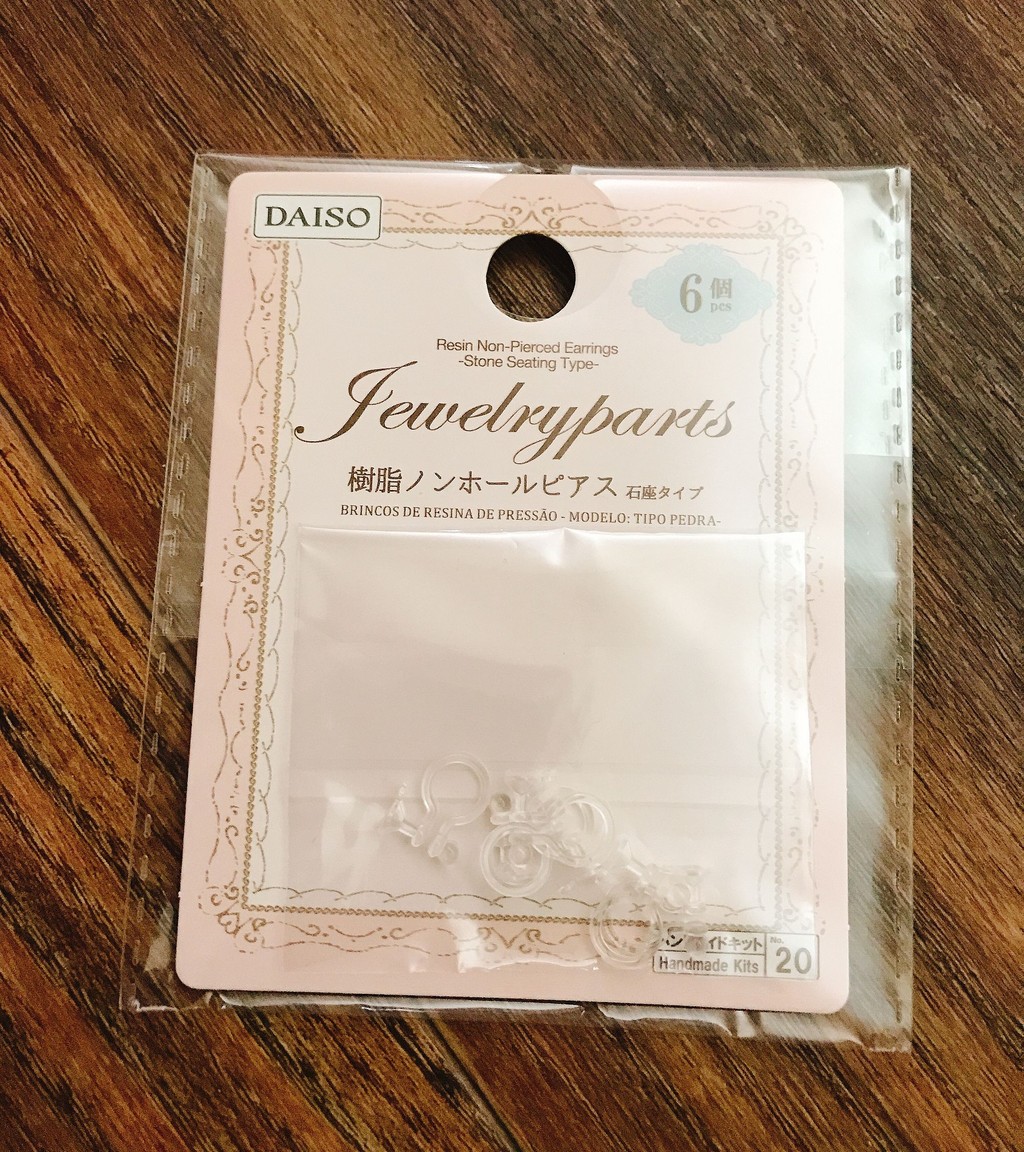 DAISO
6個
pcs
Resin Non-Pierced Earrings
-Stone Seating Type-
Jewelryparts
樹脂ノンホールピアス 石座タイプ
BRINCOS DE RESINA DE PRESSÃO - MODELO: TIPO PEDRA-
イドキット
Handmade Kits
No.
20